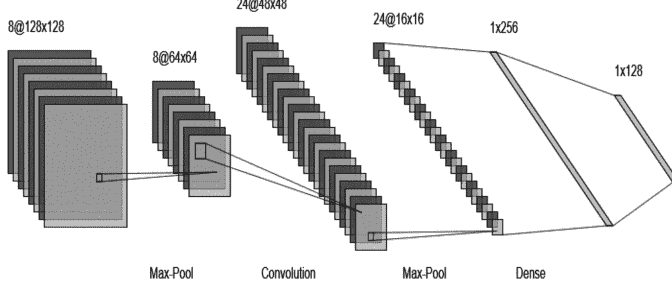 8@128x128
8@64x64
24@48x48
24@16x16
1x256
1x128
Max-Pool
Convolution
Max-Pool
Dense